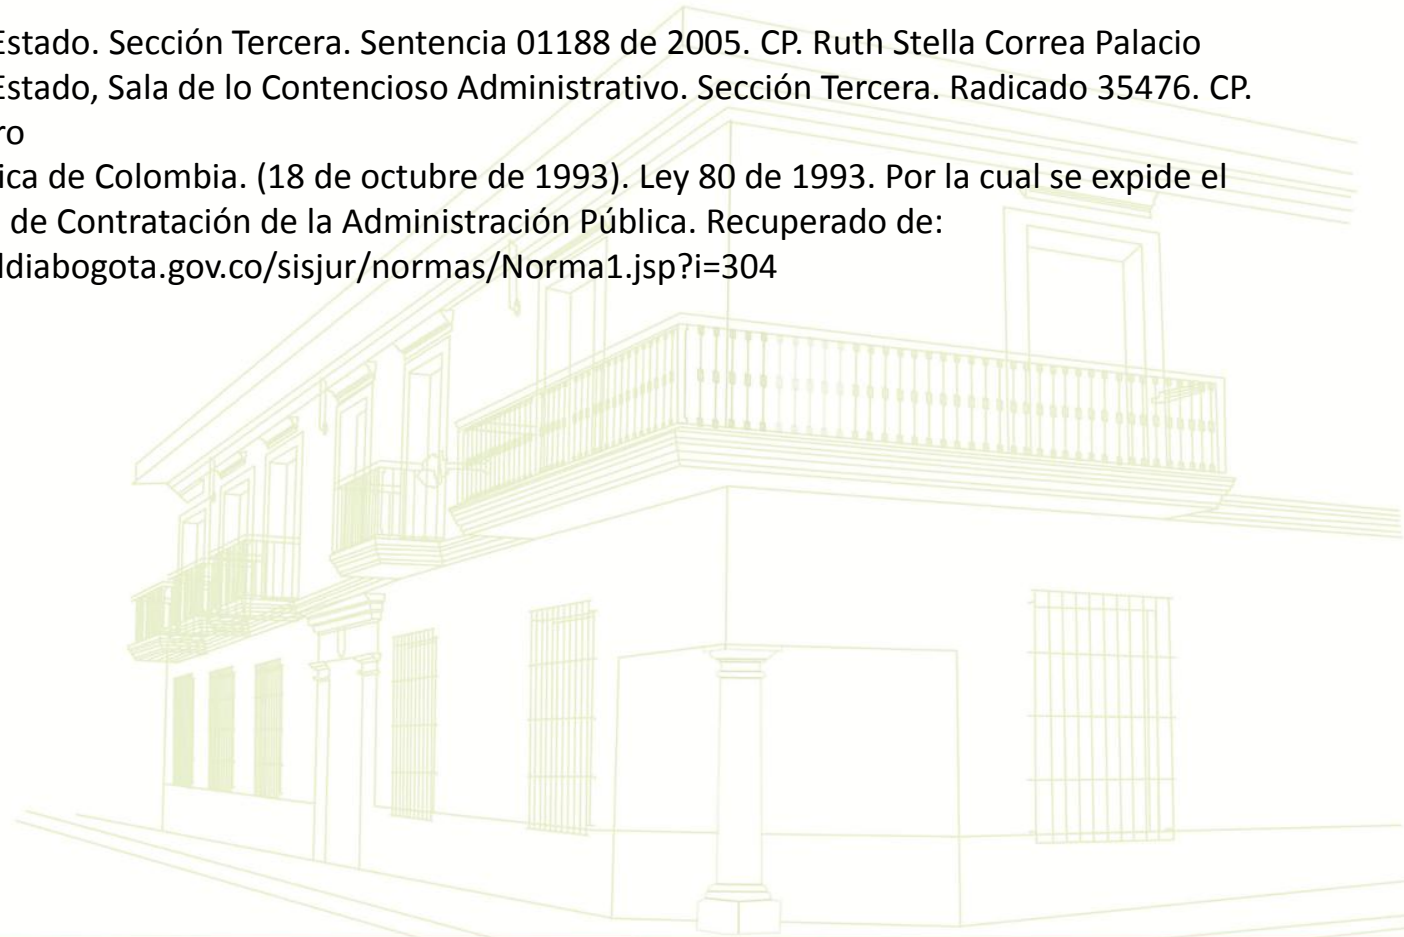 Estado. Sección Tercera. Sentencia 01188 de 2005. CP. Ruth Stella Correa Palacio
Estado, Sala de lo Contencioso Administrativo. Sección Tercera. Radicado 35476. CP.
ro
ica de Colombia. (18 de octubre de 1993). Ley 80 de 1993. Por la cual se expide el
de Contratación de la Administración Pública. Recuperado de:
ldiabogota.gov.co/sisjur/normas/Norma1.jsp?i=304